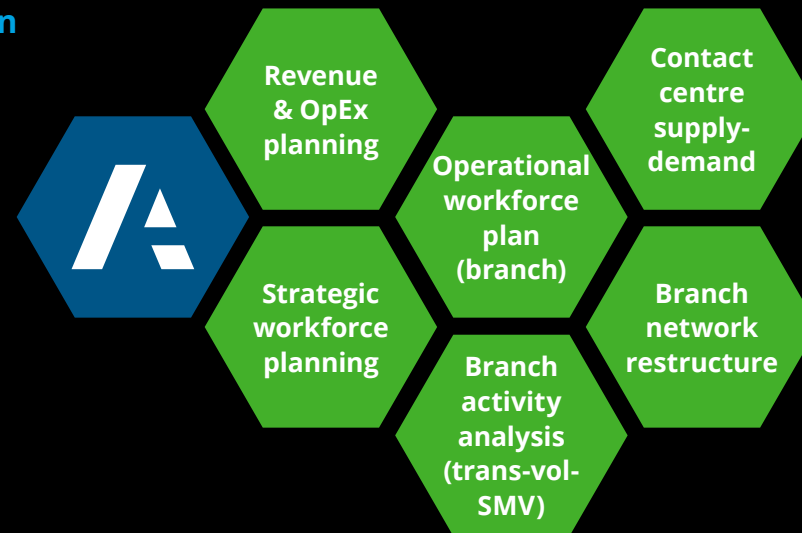 n
Revenue
& OpEx
planning
Contact
centre
supply-
demand
Operational
workforce
plan
(branch)
Strategic
workforce
planning
Branch
network
restructure
Branch
activity
analysis
(trans-vol-
SMV)